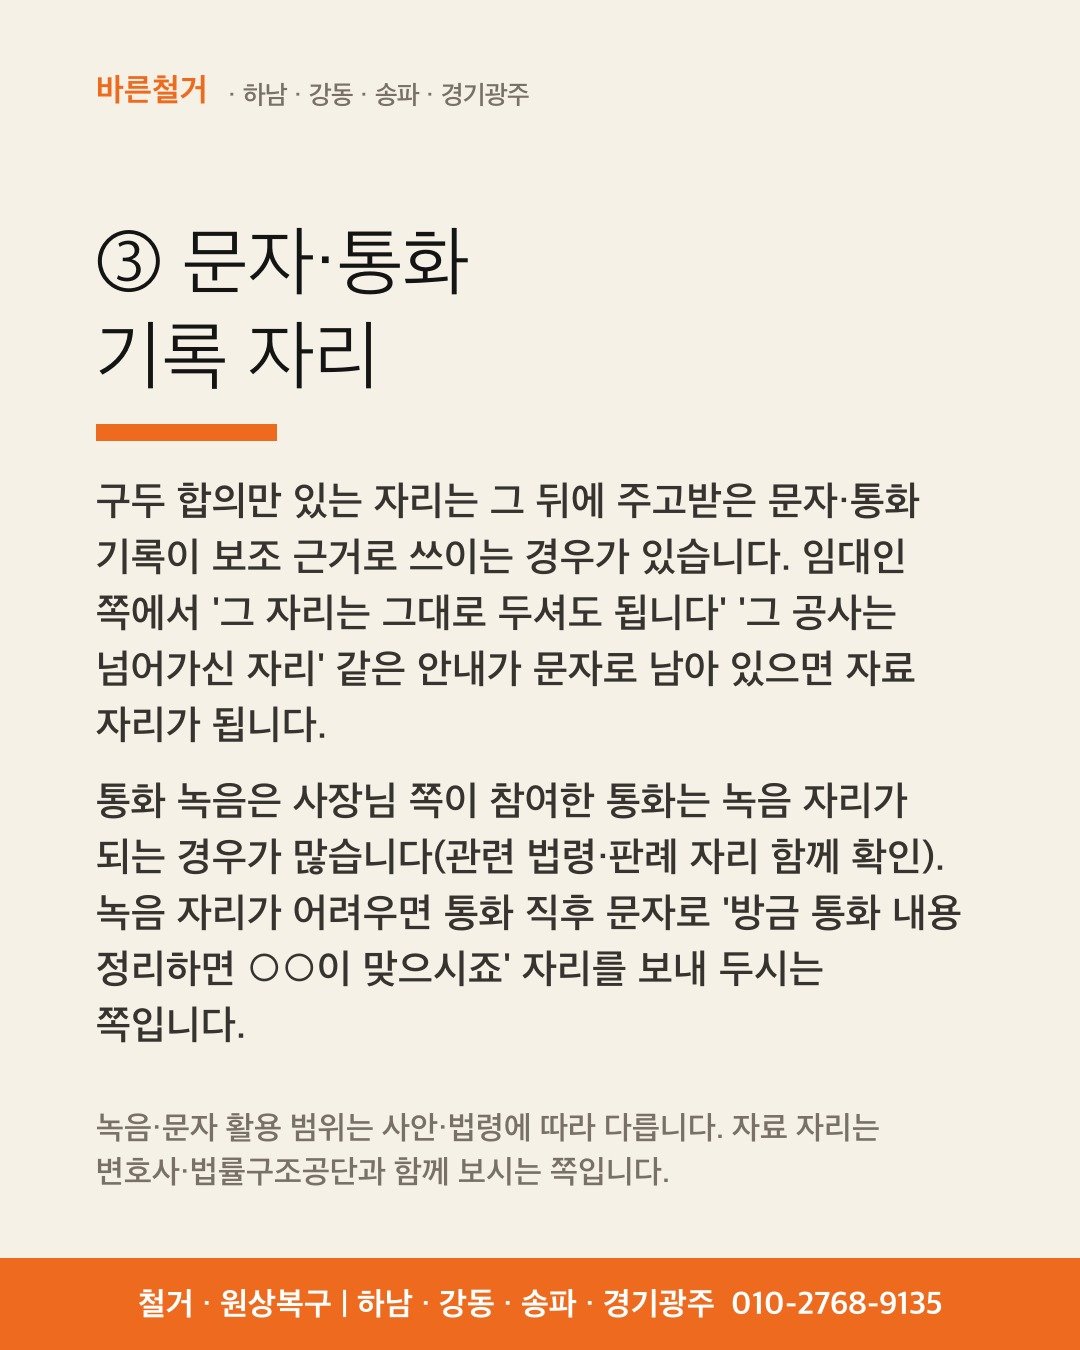 바른철거 · 하남 · 강동 · 송파 · 경기광주
③ 문자·통화
기록 자리
구두 합의만 있는 자리는 그 뒤에 주고받은 문자·통화
기록이 보조 근거로 쓰이는 경우가 있습니다. 임대인
쪽에서 '그 자리는 그대로 두셔도 됩니다' '그 공사는
넘어가신 자리' 같은 안내가 문자로 남아 있으면 자료
자리가 됩니다.
통화 녹음은 사장님 쪽이 참여한 통화는 녹음 자리가
되는 경우가 많습니다(관련 법령·판례 자리 함께 확인).
녹음 자리가 어려우면 통화 직후 문자로 '방금 통화 내용
정리하면 ○○이 맞으시죠' 자리를 보내 두시는
쪽입니다.
녹음·문자 활용 범위는 사안·법령에 따라 다릅니다. 자료 자리는
변호사·법률구조공단과 함께 보시는 쪽입니다.
철거 · 원상복구 | 하남 · 강동 · 송파 · 경기광주 010-2768-9135